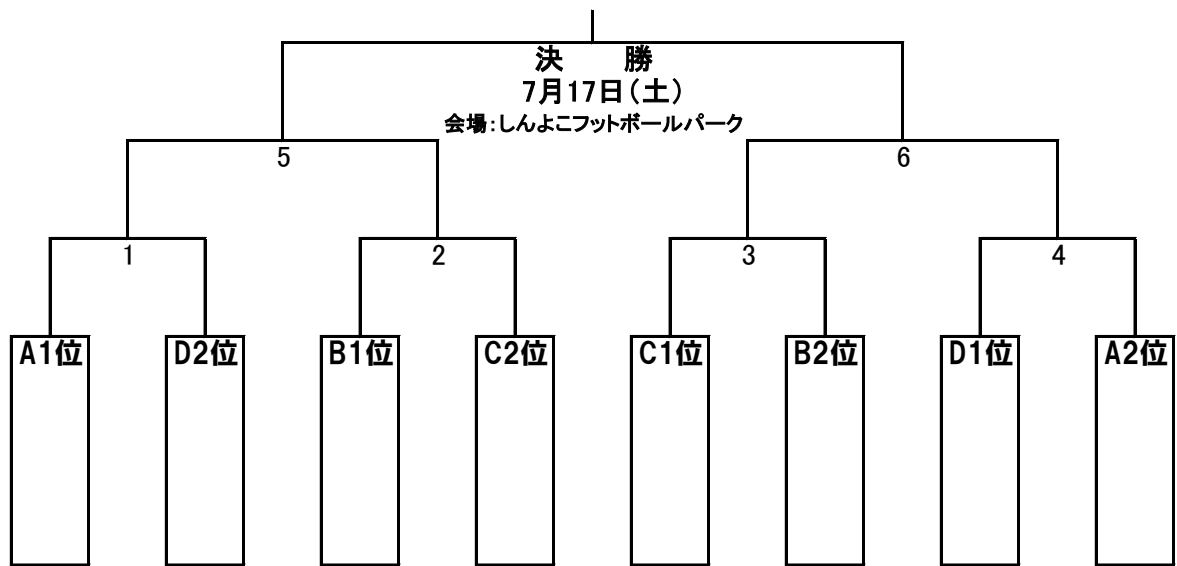 決　　勝
7月17日(土)
会場:しんよこフットボールパーク
5
6
1
2
3
4
A1位
D2位
B1位
C2位
C1位
B2位
D1位
A2位